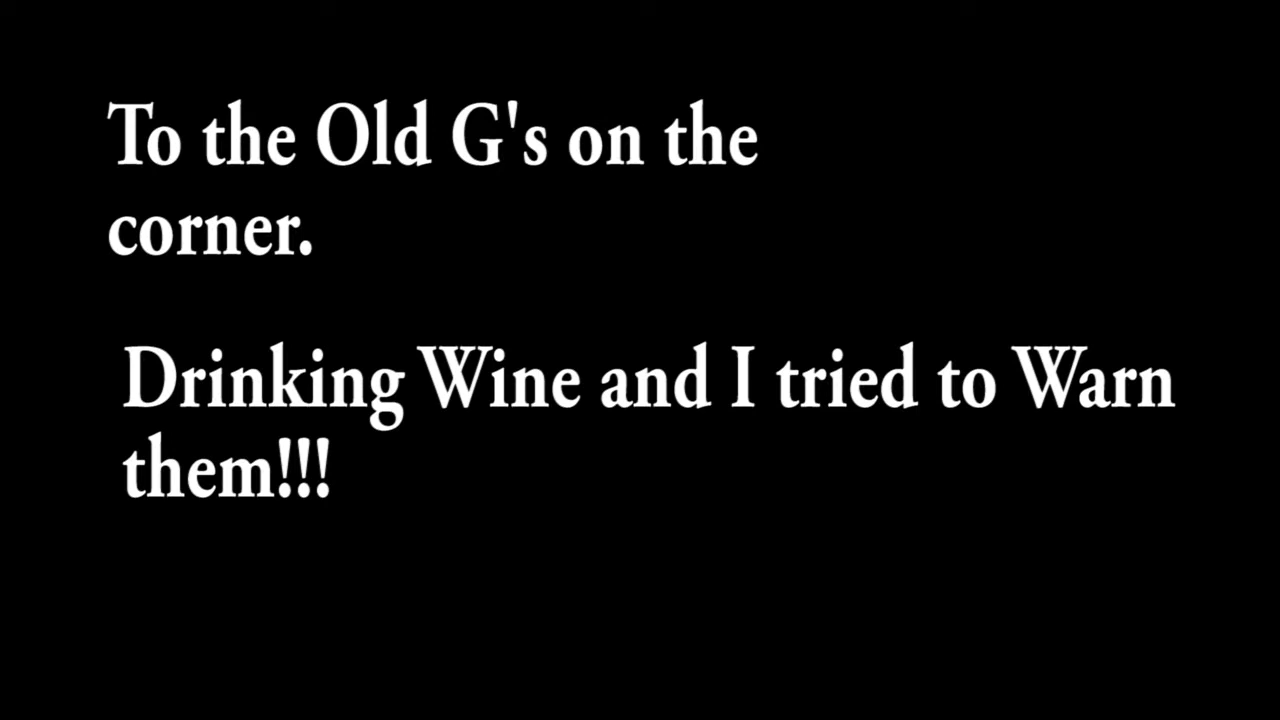 To the Old G's on the
corner.
Drinking Wine and I tried to Warn
them!!!